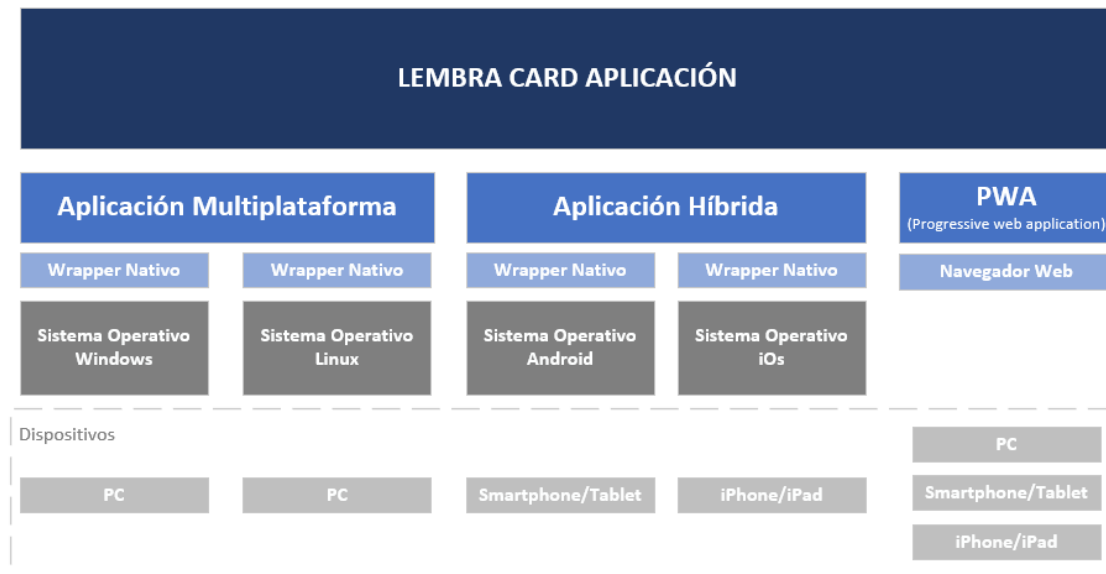 LEMBRA CARD APLICACIÓN
Aplicación Multiplataforma
Aplicación Híbrida
PWA
(Progressive web application)
Wrapper Nativo
Wrapper Nativo
Wrapper Nativo
Wrapper Nativo
Navegador Web
Sistema Operativo
Windows
Sistema Operativo
Linux
Sistema Operativo
Android
Sistema Operativo
iOs
Dispositivos
PC
PC
Smartphone/Tablet
iPhone/iPad
PC
Smartphone/Tablet
iPhone/iPad